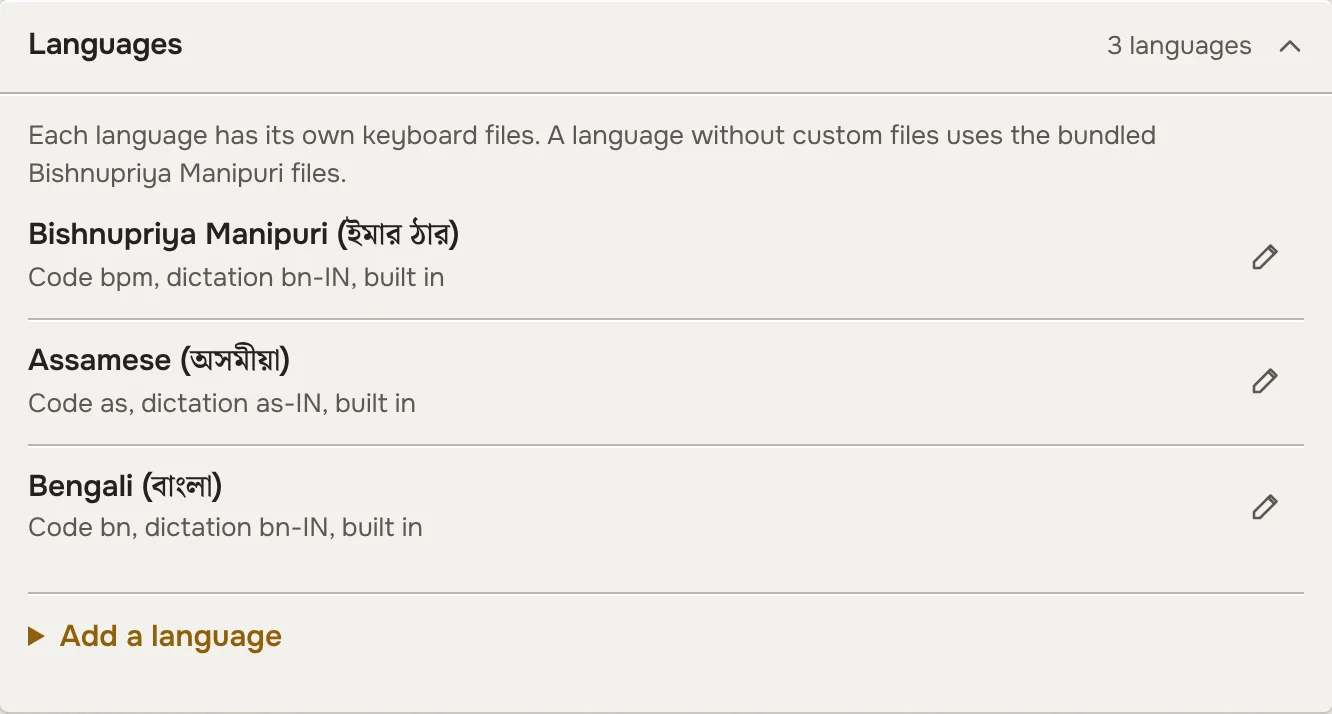 Languages
3 languages
Each language has its own keyboard files. A language without custom files uses the bundled
Bishnupriya Manipuri files.
Bishnupriya Manipuri (ইমার ঠার)
Code bpm, dictation bn-IN, built in
Assamese (অসমীয়া)
Code as, dictation as-IN, built in
Bengali (বাংলা)
Code bn, dictation bn-IN, built in
Add a language